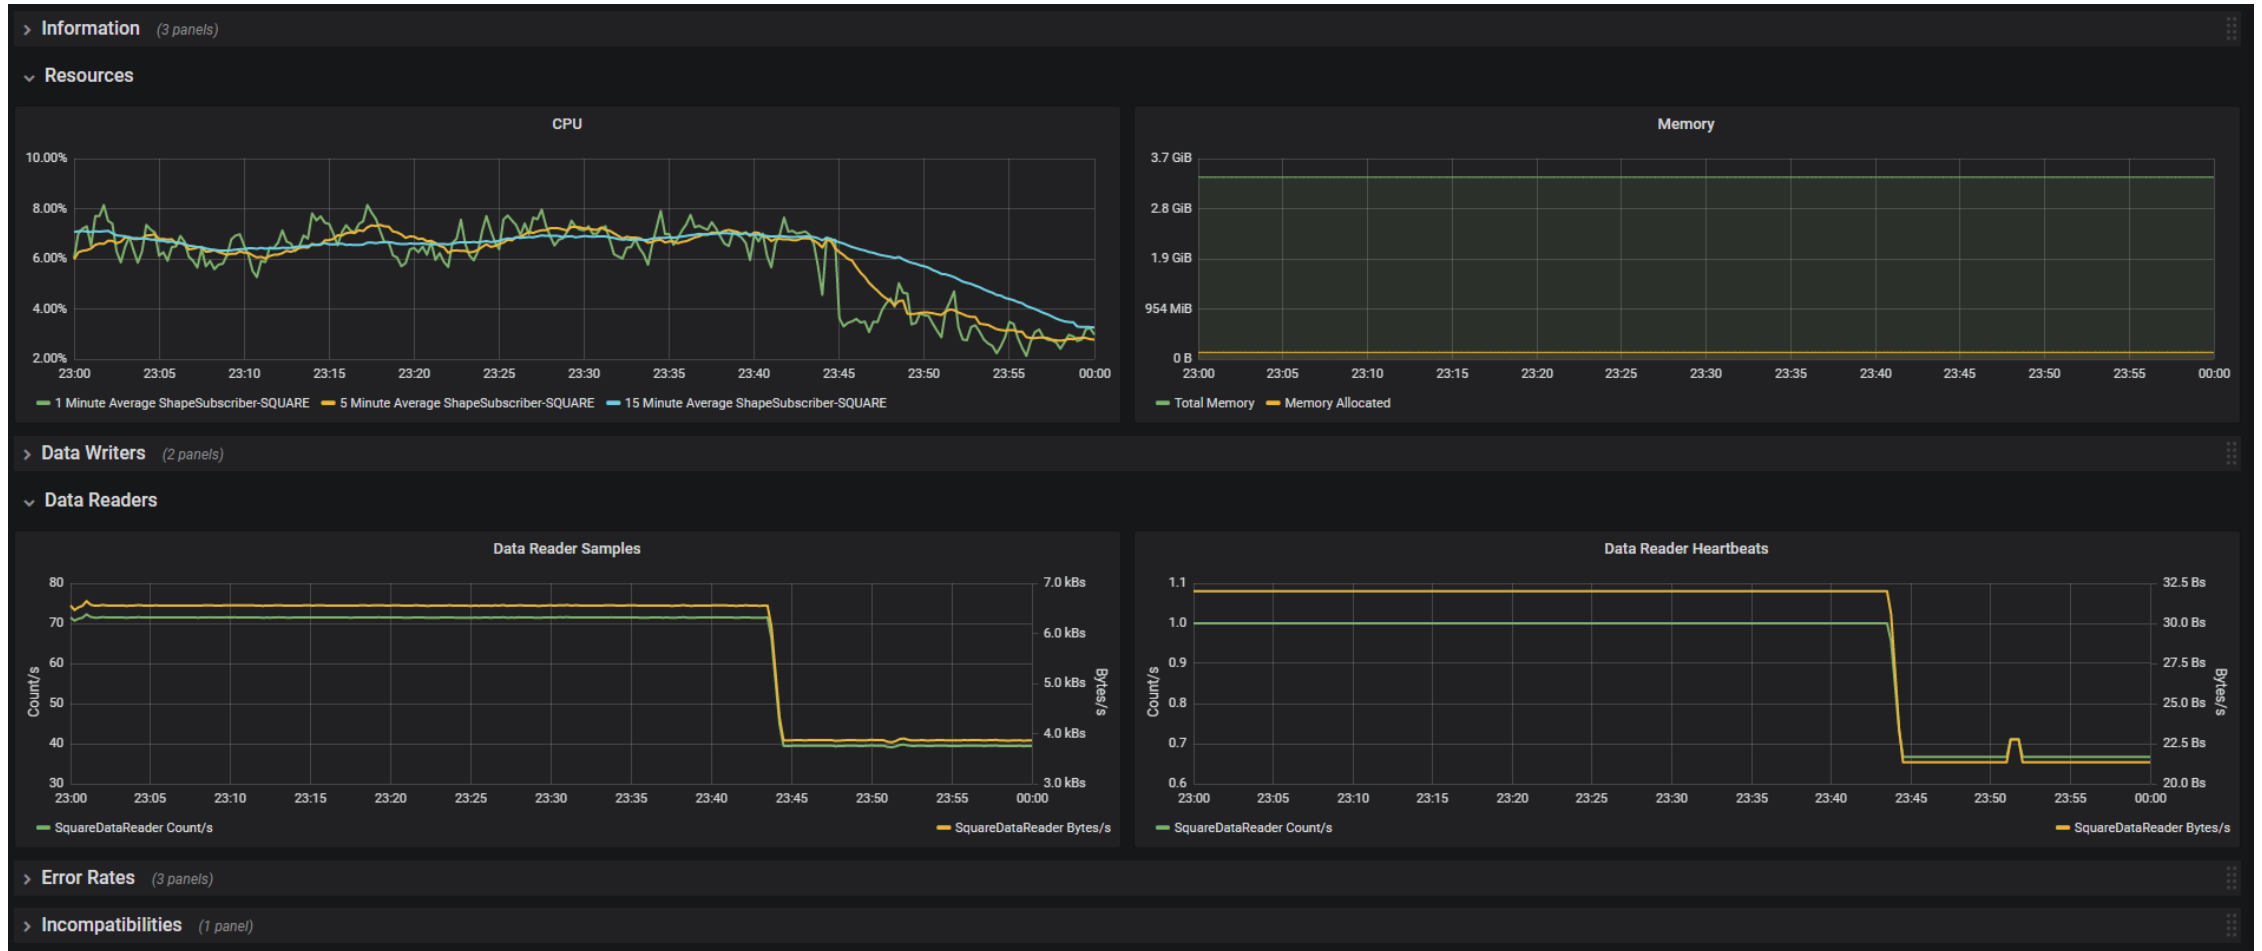 Information (3 panels)
Resources
CPU
10.00%
8.00%
6.00%
4.00%
2.00%
23:00 23:05 23:10 23:15 23:20 23:25 23:30 23:35 23:40 23:45 23:50 23:55 00:00
1 Minute Average ShapeSubscriber-SQUARE 5 Minute Average ShapeSubscriber-SQUARE 15 Minute Average ShapeSubscriber-SQUARE
Memory
3.7 GiB
2.8 GiB
1.9 GiB
954 MiB
0 B
23:00 23:05 23:10 23:15 23:20 23:25 23:30 23:35 23:40 23:45 23:50 23:55 00:00
Total Memory Memory Allocated
Data Writers (2 panels)
Data Readers
Data Reader Samples
Count/s
80
70
60
50
40
30
7.0 kBs
6.0 kBs
5.0 kBs
4.0 kBs
3.0 kBs
Bytes/s
23:00 23:05 23:10 23:15 23:20 23:25 23:30 23:35 23:40 23:45 23:50 23:55 00:00
SquareDataReader Count/s SquareDataReader Bytes/s
Data Reader Heartbeats
Count/s
1.1
1.0
0.9
0.8
0.7
0.6
32.5 Bs
30.0 Bs
27.5 Bs
25.0 Bs
22.5 Bs
20.0 Bs
Bytes/s
23:00 23:05 23:10 23:15 23:20 23:25 23:30 23:35 23:40 23:45 23:50 23:55 00:00
SquareDataReader Count/s SquareDataReader Bytes/s
Error Rates (3 panels)
Incompatibilities (1 panel)